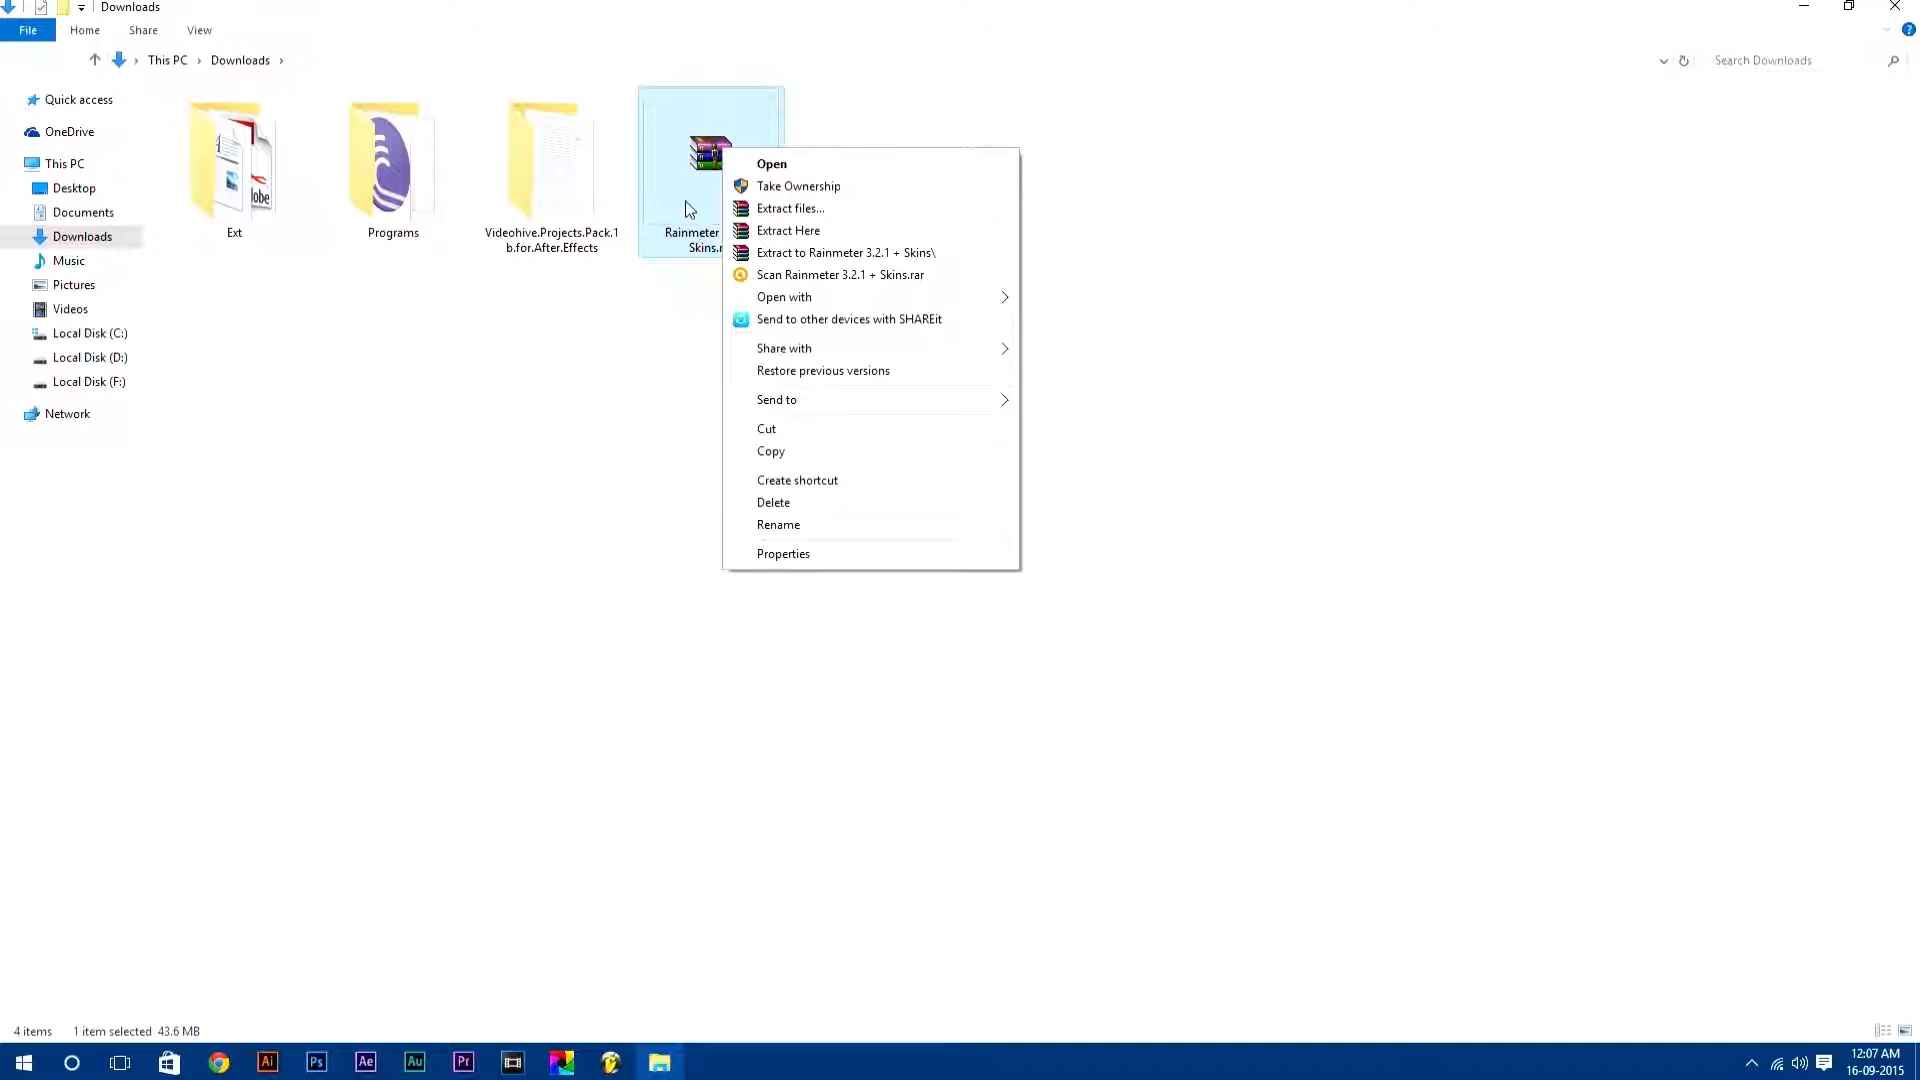 Downloads
File
Home
Share
View
This PC
Downloads
Search Downloads
Quick access
OneDrive
This PC
Desktop
Documents
Downloads
Music
Pictures
Videos
Local Disk (C:)
Local Disk (D:)
Local Disk (F:)
Network
Ext
Programs
Videohive.Projects.Pack.1
b.for.After.Effects
Rainmeter
Skins.r
Open
Take Ownership
Extract files...
Extract Here
Extract to Rainmeter 3.2.1 + Skins\
Scan Rainmeter 3.2.1 + Skins.rar
Open with
Send to other devices with SHAREit
Share with
Restore previous versions
Send to
Cut
Copy
Create shortcut
Delete
Rename
Properties
4 items
1 item selected 43.6 MB
Ai
Ps
Ae
Au
Pr
12:07 AM
16-09-2015